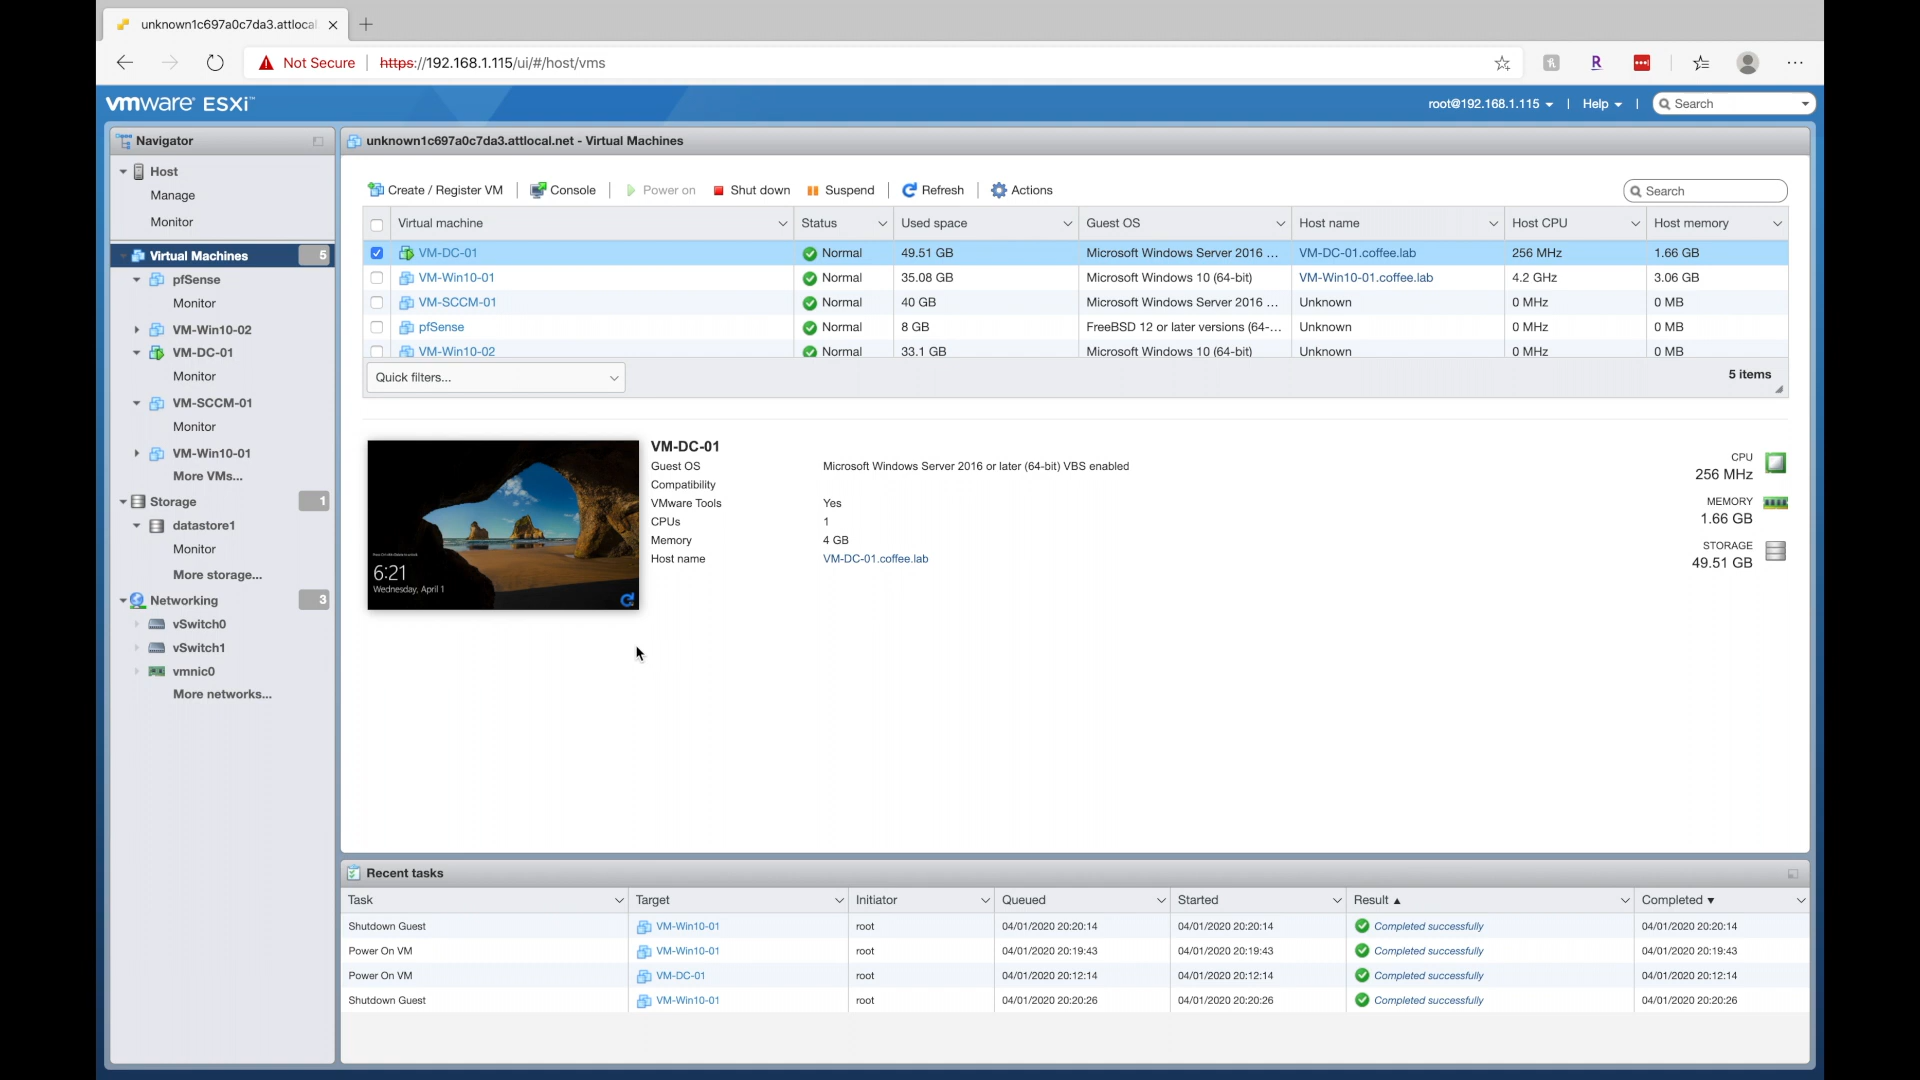 unknown1c697a0c7da3.attlocal
Not Secure | https://192.168.1.115/ui/#/host/vms
vmware ESXi
root@192.168.1.115 | Help | Search
Navigator
Host
Manage
Monitor
Virtual Machines 5
pfSense
Monitor
VM-Win10-02
VM-DC-01
Monitor
VM-SCCM-01
Monitor
VM-Win10-01
More VMs...
Storage 1
datastore1
Monitor
More storage...
Networking 3
vSwitch0
vSwitch1
vmnic0
More networks...
unknown1c697a0c7da3.attlocal.net - Virtual Machines
Create / Register VM | Console | Power on Shut down Suspend | Refresh | Actions
Search
Virtual machine Status Used space Guest OS Host name Host CPU Host memory
VM-DC-01 Normal 49.51 GB Microsoft Windows Server 2016 ... VM-DC-01.coffee.lab 256 MHz 1.66 GB
VM-Win10-01 Normal 35.08 GB Microsoft Windows 10 (64-bit) VM-Win10-01.coffee.lab 4.2 GHz 3.06 GB
VM-SCCM-01 Normal 40 GB Microsoft Windows Server 2016 ... Unknown 0 MHz 0 MB
pfSense Normal 8 GB FreeBSD 12 or later versions (64-... Unknown 0 MHz 0 MB
VM-Win10-02 Normal 33.1 GB Microsoft Windows 10 (64-bit) Unknown 0 MHz 0 MB
Quick filters... 5 items
6:21
Wednesday, April 1
VM-DC-01
Guest OS Microsoft Windows Server 2016 or later (64-bit) VBS enabled
Compatibility
VMware Tools Yes
CPUs 1
Memory 4 GB
Host name VM-DC-01.coffee.lab
CPU
256 MHz
MEMORY
1.66 GB
STORAGE
49.51 GB
Recent tasks
Task Target Initiator Queued Started Result Completed
Shutdown Guest VM-Win10-01 root 04/01/2020 20:20:14 04/01/2020 20:20:14 Completed successfully 04/01/2020 20:20:14
Power On VM VM-Win10-01 root 04/01/2020 20:19:43 04/01/2020 20:19:43 Completed successfully 04/01/2020 20:19:43
Power On VM VM-DC-01 root 04/01/2020 20:12:14 04/01/2020 20:12:14 Completed successfully 04/01/2020 20:12:14
Shutdown Guest VM-Win10-01 root 04/01/2020 20:20:26 04/01/2020 20:20:26 Completed successfully 04/01/2020 20:20:26